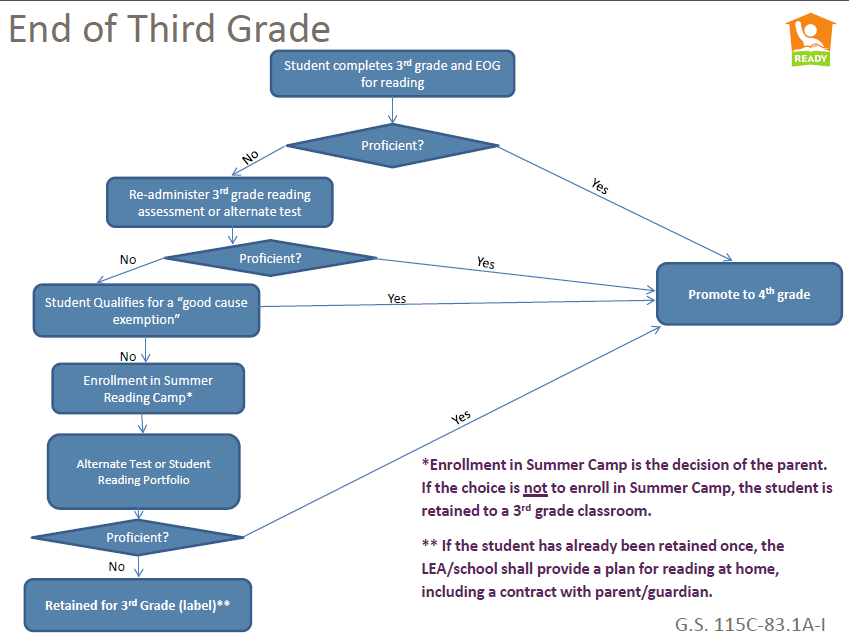 End of Third Grade
READY
Student completes 3rd grade and EOG
for reading
Proficient?
No
Yes
Re-administer 3rd grade reading
assessment or alternate test
Proficient?
No
Yes
Student Qualifies for a “good cause
exemption”
Yes
Promote to 4th grade
No
Enrollment in Summer
Reading Camp*
Alternate Test or Student
Reading Portfolio
Yes
Proficient?
No
Retained for 3rd Grade (label)**
*Enrollment in Summer Camp is the decision of the parent.
If the choice is not to enroll in Summer Camp, the student is
retained to a 3rd grade classroom.
** If the student has already been retained once, the
LEA/school shall provide a plan for reading at home,
including a contract with parent/guardian.
G.S. 115C-83.1A-I